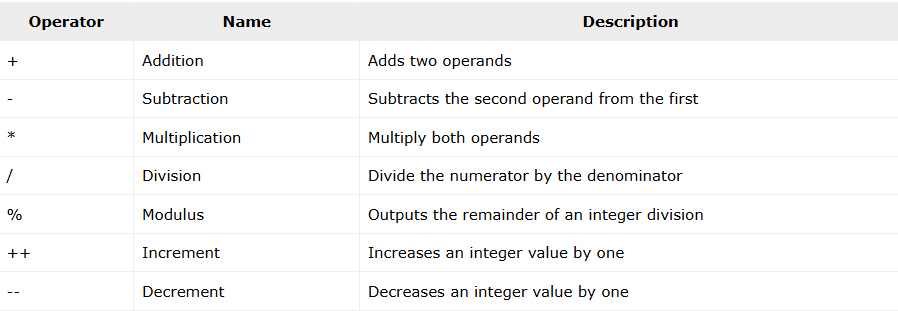 Operator Name Description
+ Addition Adds two operands
- Subtraction Subtracts the second operand from the first
* Multiplication Multiply both operands
/ Division Divide the numerator by the denominator
% Modulus Outputs the remainder of an integer division
++ Increment Increases an integer value by one
-- Decrement Decreases an integer value by one